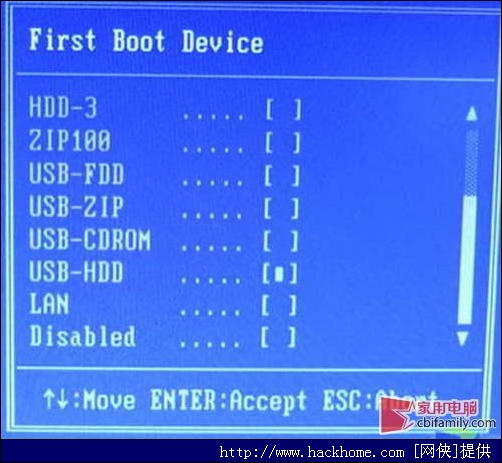 First Boot Device
HDD-3 ..... [ ]
ZIP100 ..... [ ]
USB-FDD ..... [ ]
USB-ZIP ..... [ ]
USB-CDROM ..... [ ]
USB-HDD ..... [■]
LAN ..... [ ]
Disabled ..... [ ]
↑↓:Move ENTER:Accept ESC:Abort
家用电脑
cbifamily.com
http://www.hackhome.com [网侠]提供